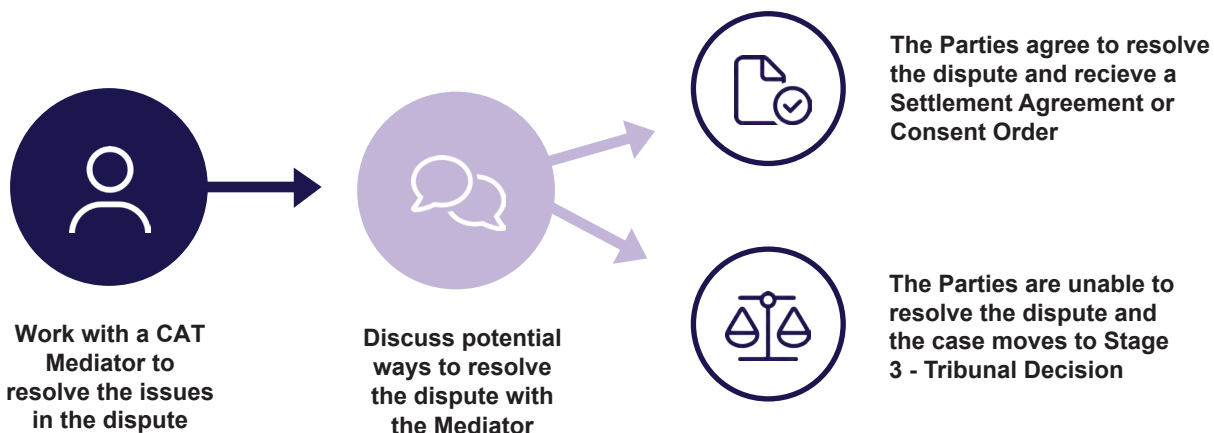 Work with a CAT
Mediator to
resolve the issues
in the dispute
Discuss potential
ways to resolve
the dispute with
the Mediator
The Parties agree to resolve
the dispute and recieve a
Settlement Agreement or
Consent Order
The Parties are unable to
resolve the dispute and
the case moves to Stage
3 - Tribunal Decision